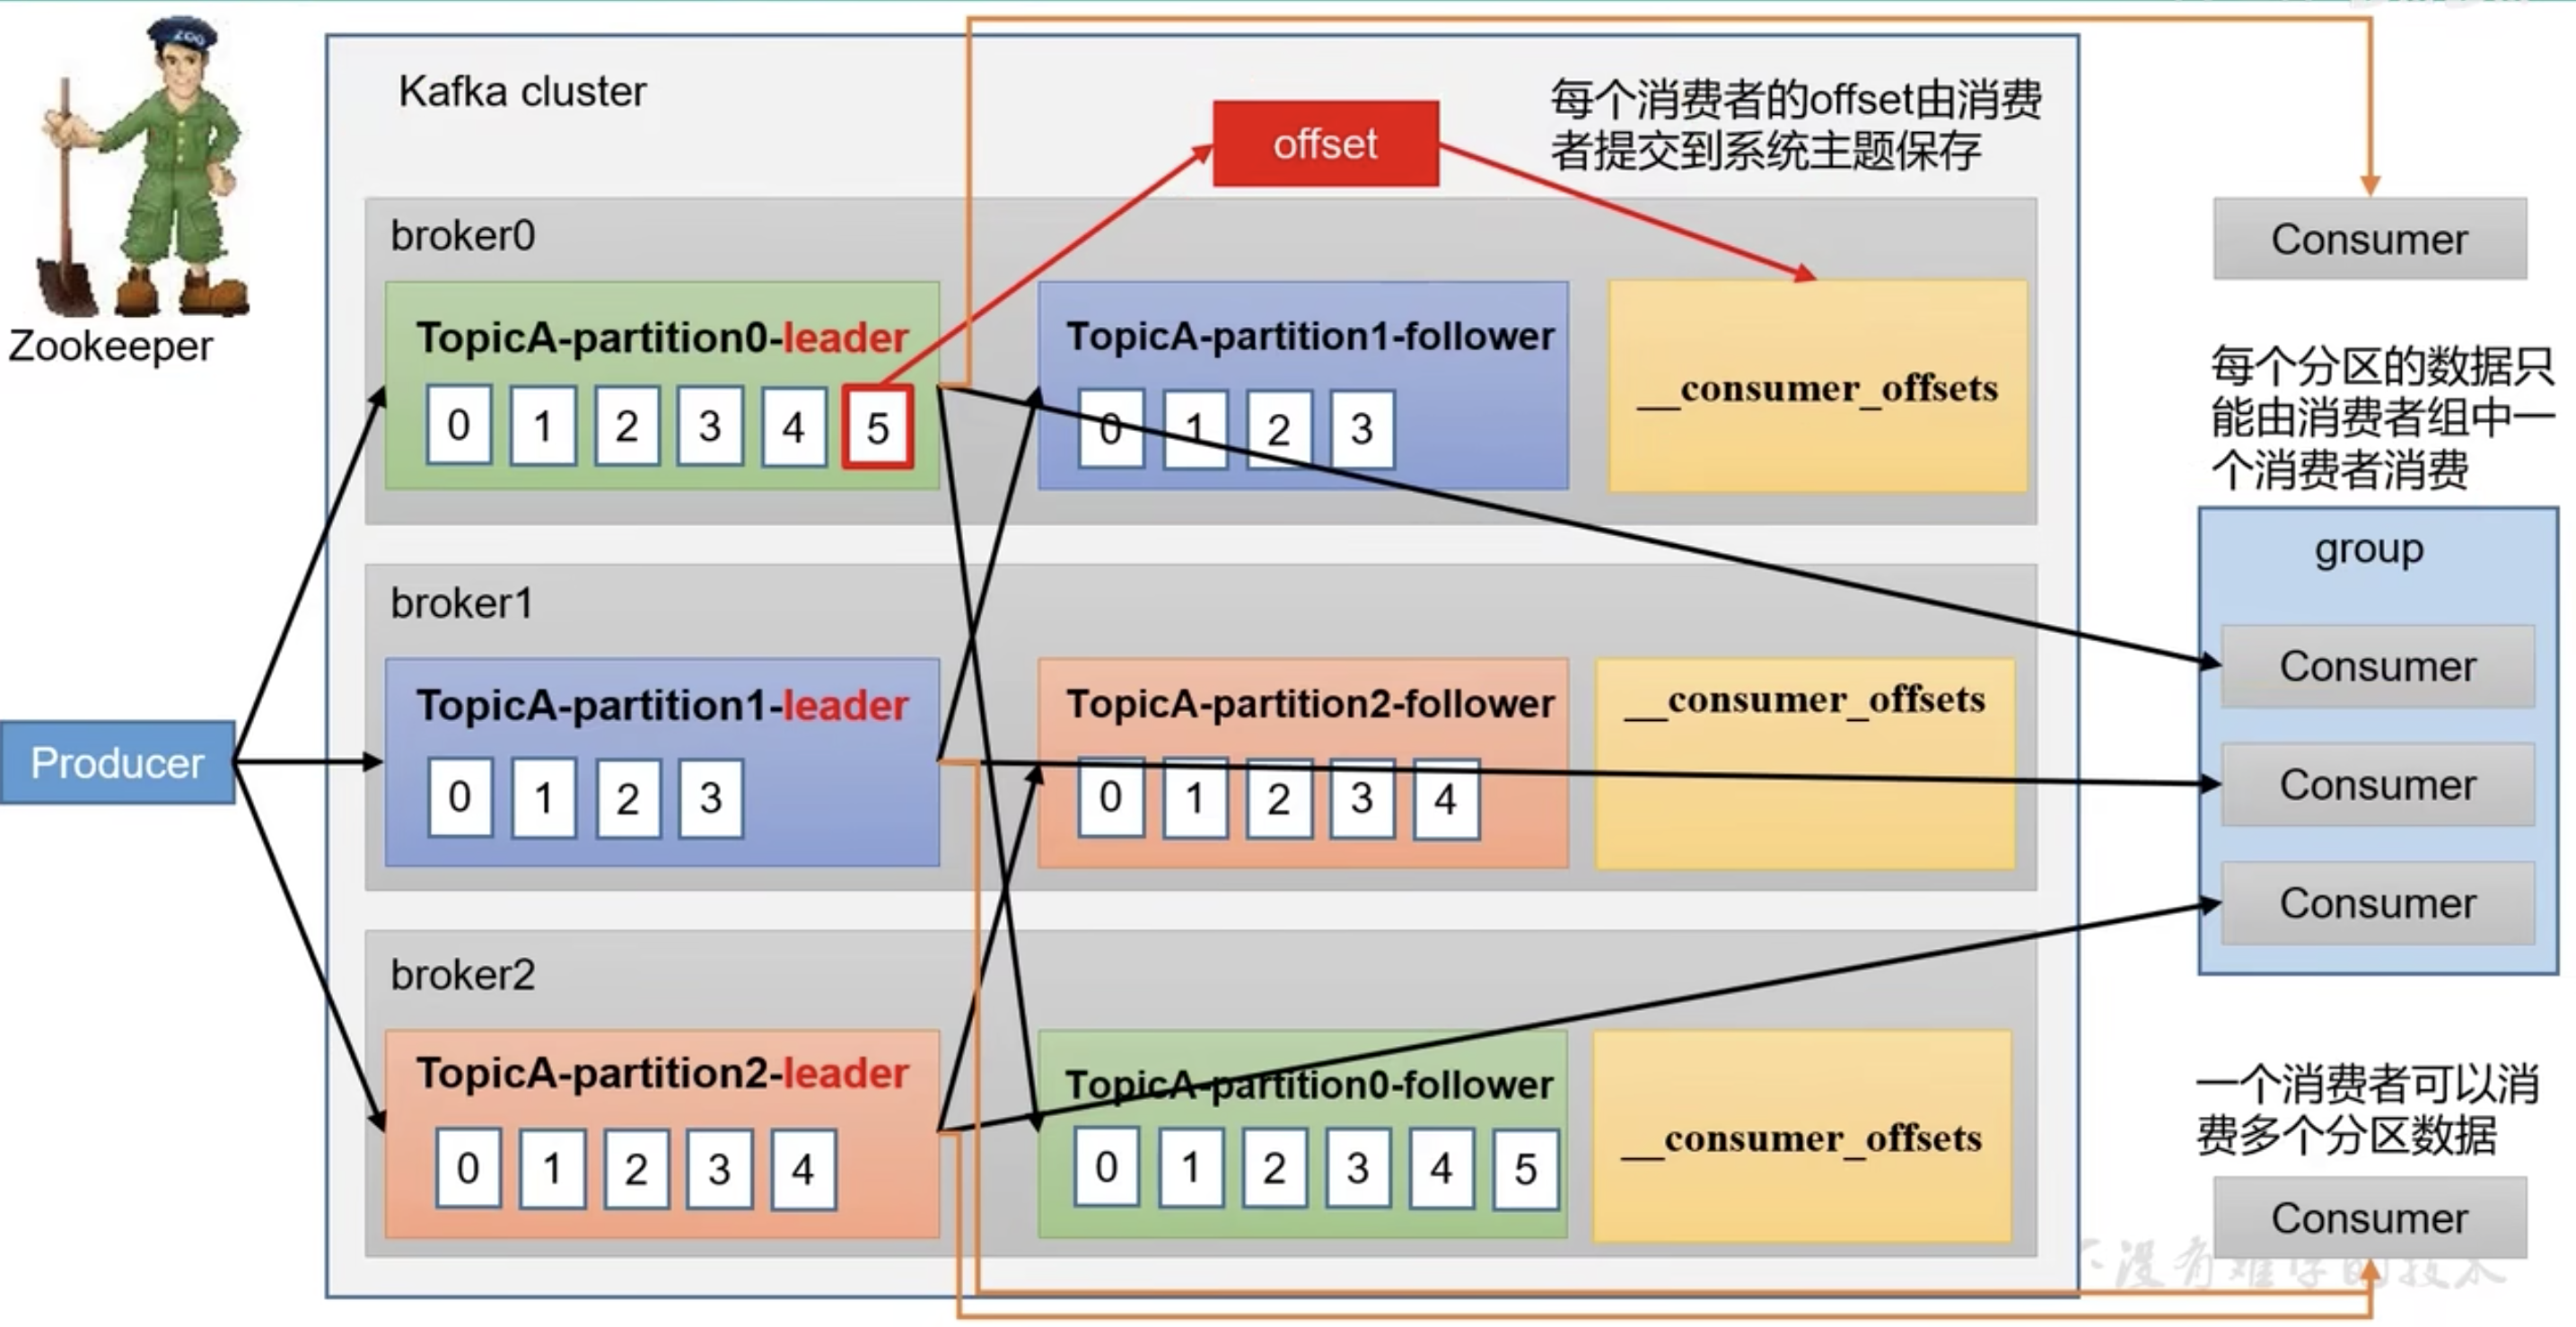 ZOO
Zookeeper
Kafka cluster
offset
每个消费者的offset由消费
者提交到系统主题保存
broker0
TopicA-partition0-leader
0 1 2 3 4 5
TopicA-partition1-follower
0 1 2 3
__consumer_offsets
broker1
TopicA-partition1-leader
0 1 2 3
TopicA-partition2-follower
0 1 2 3 4
__consumer_offsets
broker2
TopicA-partition2-leader
0 1 2 3 4
TopicA-partition0-follower
0 1 2 3 4 5
__consumer_offsets
Producer
Consumer
每个分区的数据只
能由消费者组中一
个消费者消费
group
Consumer
Consumer
Consumer
一个消费者可以消
费多个分区数据
Consumer
没有难学的技术